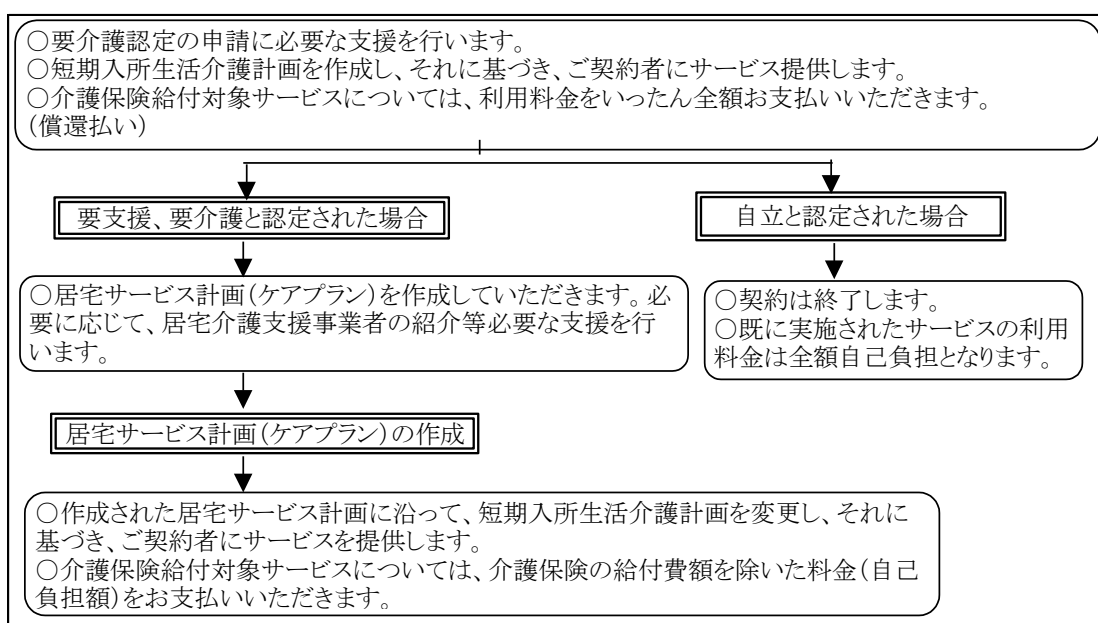 ○要介護認定の申請に必要な支援を行います。
○短期入所生活介護計画を作成し、それに基づき、ご契約者にサービス提供します。
○介護保険給付対象サービスについては、利用料金をいったん全額お支払いいただきます。
(償還払い)
要支援、要介護と認定された場合
自立と認定された場合
○居宅サービス計画(ケアプラン)を作成していただきます。必
要に応じて、居宅介護支援事業者の紹介等必要な支援を行
います。
○契約は終了します。
○既に実施されたサービスの利用
料金は全額自己負担となります。
居宅サービス計画(ケアプラン)の作成
○作成された居宅サービス計画に沿って、短期入所生活介護計画を変更し、それに
基づき、ご契約者にサービスを提供します。
○介護保険給付対象サービスについては、介護保険の給付費額を除いた料金(自己
負担額)をお支払いいただきます。